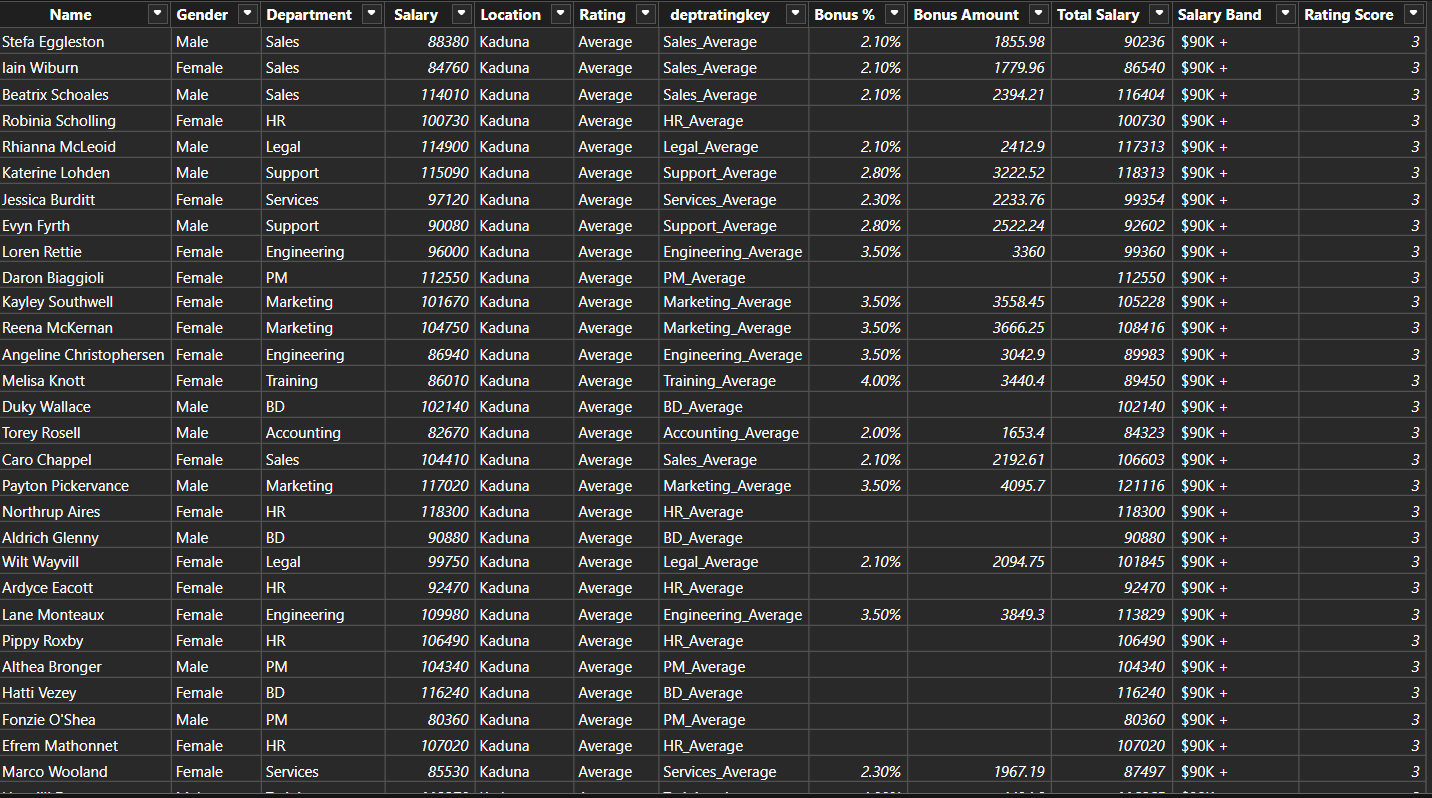 Name Gender Department Salary Location Rating deptratingkey Bonus % Bonus Amount Total Salary Salary Band Rating Score
Stefa Eggleston Male Sales 88380 Kaduna Average Sales_Average 2.10% 1855.98 90236 $90K + 3
Iain Wiburn Female Sales 84760 Kaduna Average Sales_Average 2.10% 1779.96 86540 $90K + 3
Beatrix Schoales Male Sales 114010 Kaduna Average Sales_Average 2.10% 2394.21 116404 $90K + 3
Robinia Scholling Female HR 100730 Kaduna Average HR_Average 100730 $90K + 3
Rhianna McLeoid Male Legal 114900 Kaduna Average Legal_Average 2.10% 2412.9 117313 $90K + 3
Katerine Lohden Male Support 115090 Kaduna Average Support_Average 2.80% 3222.52 118313 $90K + 3
Jessica Burditt Female Services 97120 Kaduna Average Services_Average 2.30% 2233.76 99354 $90K + 3
Evyn Fyrth Male Support 90080 Kaduna Average Support_Average 2.80% 2522.24 92602 $90K + 3
Loren Rettie Female Engineering 96000 Kaduna Average Engineering_Average 3.50% 3360 99360 $90K + 3
Daron Biaggioli Female PM 112550 Kaduna Average PM_Average 112550 $90K + 3
Kayley Southwell Female Marketing 101670 Kaduna Average Marketing_Average 3.50% 3558.45 105228 $90K + 3
Reena McKernan Female Marketing 104750 Kaduna Average Marketing_Average 3.50% 3666.25 108416 $90K + 3
Angeline Christophersen Female Engineering 86940 Kaduna Average Engineering_Average 3.50% 3042.9 89983 $90K + 3
Melisa Knott Female Training 86010 Kaduna Average Training_Average 4.00% 3440.4 89450 $90K + 3
Duky Wallace Male BD 102140 Kaduna Average BD_Average 102140 $90K + 3
Torey Rosell Male Accounting 82670 Kaduna Average Accounting_Average 2.00% 1653.4 84323 $90K + 3
Caro Chappel Female Sales 104410 Kaduna Average Sales_Average 2.10% 2192.61 106603 $90K + 3
Payton Pickervance Male Marketing 117020 Kaduna Average Marketing_Average 3.50% 4095.7 121116 $90K + 3
Northrup Aires Female HR 118300 Kaduna Average HR_Average 118300 $90K + 3
Aldrich Glenny Male BD 90880 Kaduna Average BD_Average 90880 $90K + 3
Wilt Wayvill Female Legal 99750 Kaduna Average Legal_Average 2.10% 2094.75 101845 $90K + 3
Ardyce Eacott Female HR 92470 Kaduna Average HR_Average 92470 $90K + 3
Lane Monteaux Female Engineering 109980 Kaduna Average Engineering_Average 3.50% 3849.3 113829 $90K + 3
Pippy Roxby Female HR 106490 Kaduna Average HR_Average 106490 $90K + 3
Althea Bronger Male PM 104340 Kaduna Average PM_Average 104340 $90K + 3
Hatti Vezey Female BD 116240 Kaduna Average BD_Average 116240 $90K + 3
Fonzie O'Shea Male PM 80360 Kaduna Average PM_Average 80360 $90K + 3
Efrem Mathonnet Female HR 107020 Kaduna Average HR_Average 107020 $90K + 3
Marco Wooland Female Services 85530 Kaduna Average Services_Average 2.30% 1967.19 87497 $90K + 3